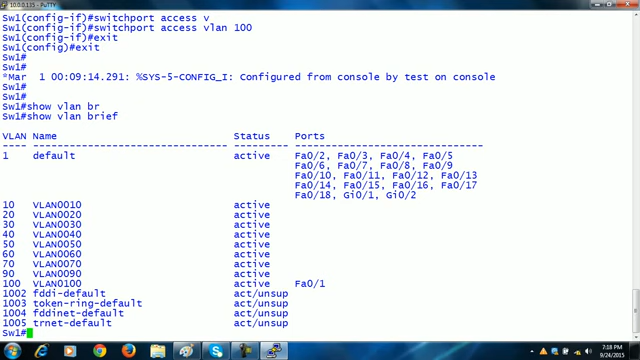 10.0.0.135 - PuTTY
Sw1(config-if)#switchport access v
Sw1(config-if)#switchport access vlan 100
Sw1(config-if)#exit
Sw1(config)#exit
Sw1#
Sw1#
*Mar  1 00:09:14.291: %SYS-5-CONFIG_I: Configured from console by test on console
Sw1#
Sw1#
Sw1#show vlan br
Sw1#show vlan brief
VLAN Name Status Ports
---- -------------------------------- --------- -------------------------------
1 default active Fa0/2, Fa0/3, Fa0/4, Fa0/5
Fa0/6, Fa0/7, Fa0/8, Fa0/9
Fa0/10, Fa0/11, Fa0/12, Fa0/13
Fa0/14, Fa0/15, Fa0/16, Fa0/17
Fa0/18, Gi0/1, Gi0/2
10 VLAN0010 active
20 VLAN0020 active
30 VLAN0030 active
40 VLAN0040 active
50 VLAN0050 active
60 VLAN0060 active
70 VLAN0070 active
90 VLAN0090 active
100 VLAN0100 active Fa0/1
1002 fddi-default act/unsup
1003 token-ring-default act/unsup
1004 fddinet-default act/unsup
1005 trnet-default act/unsup
Sw1#
7:18 PM
9/24/2015